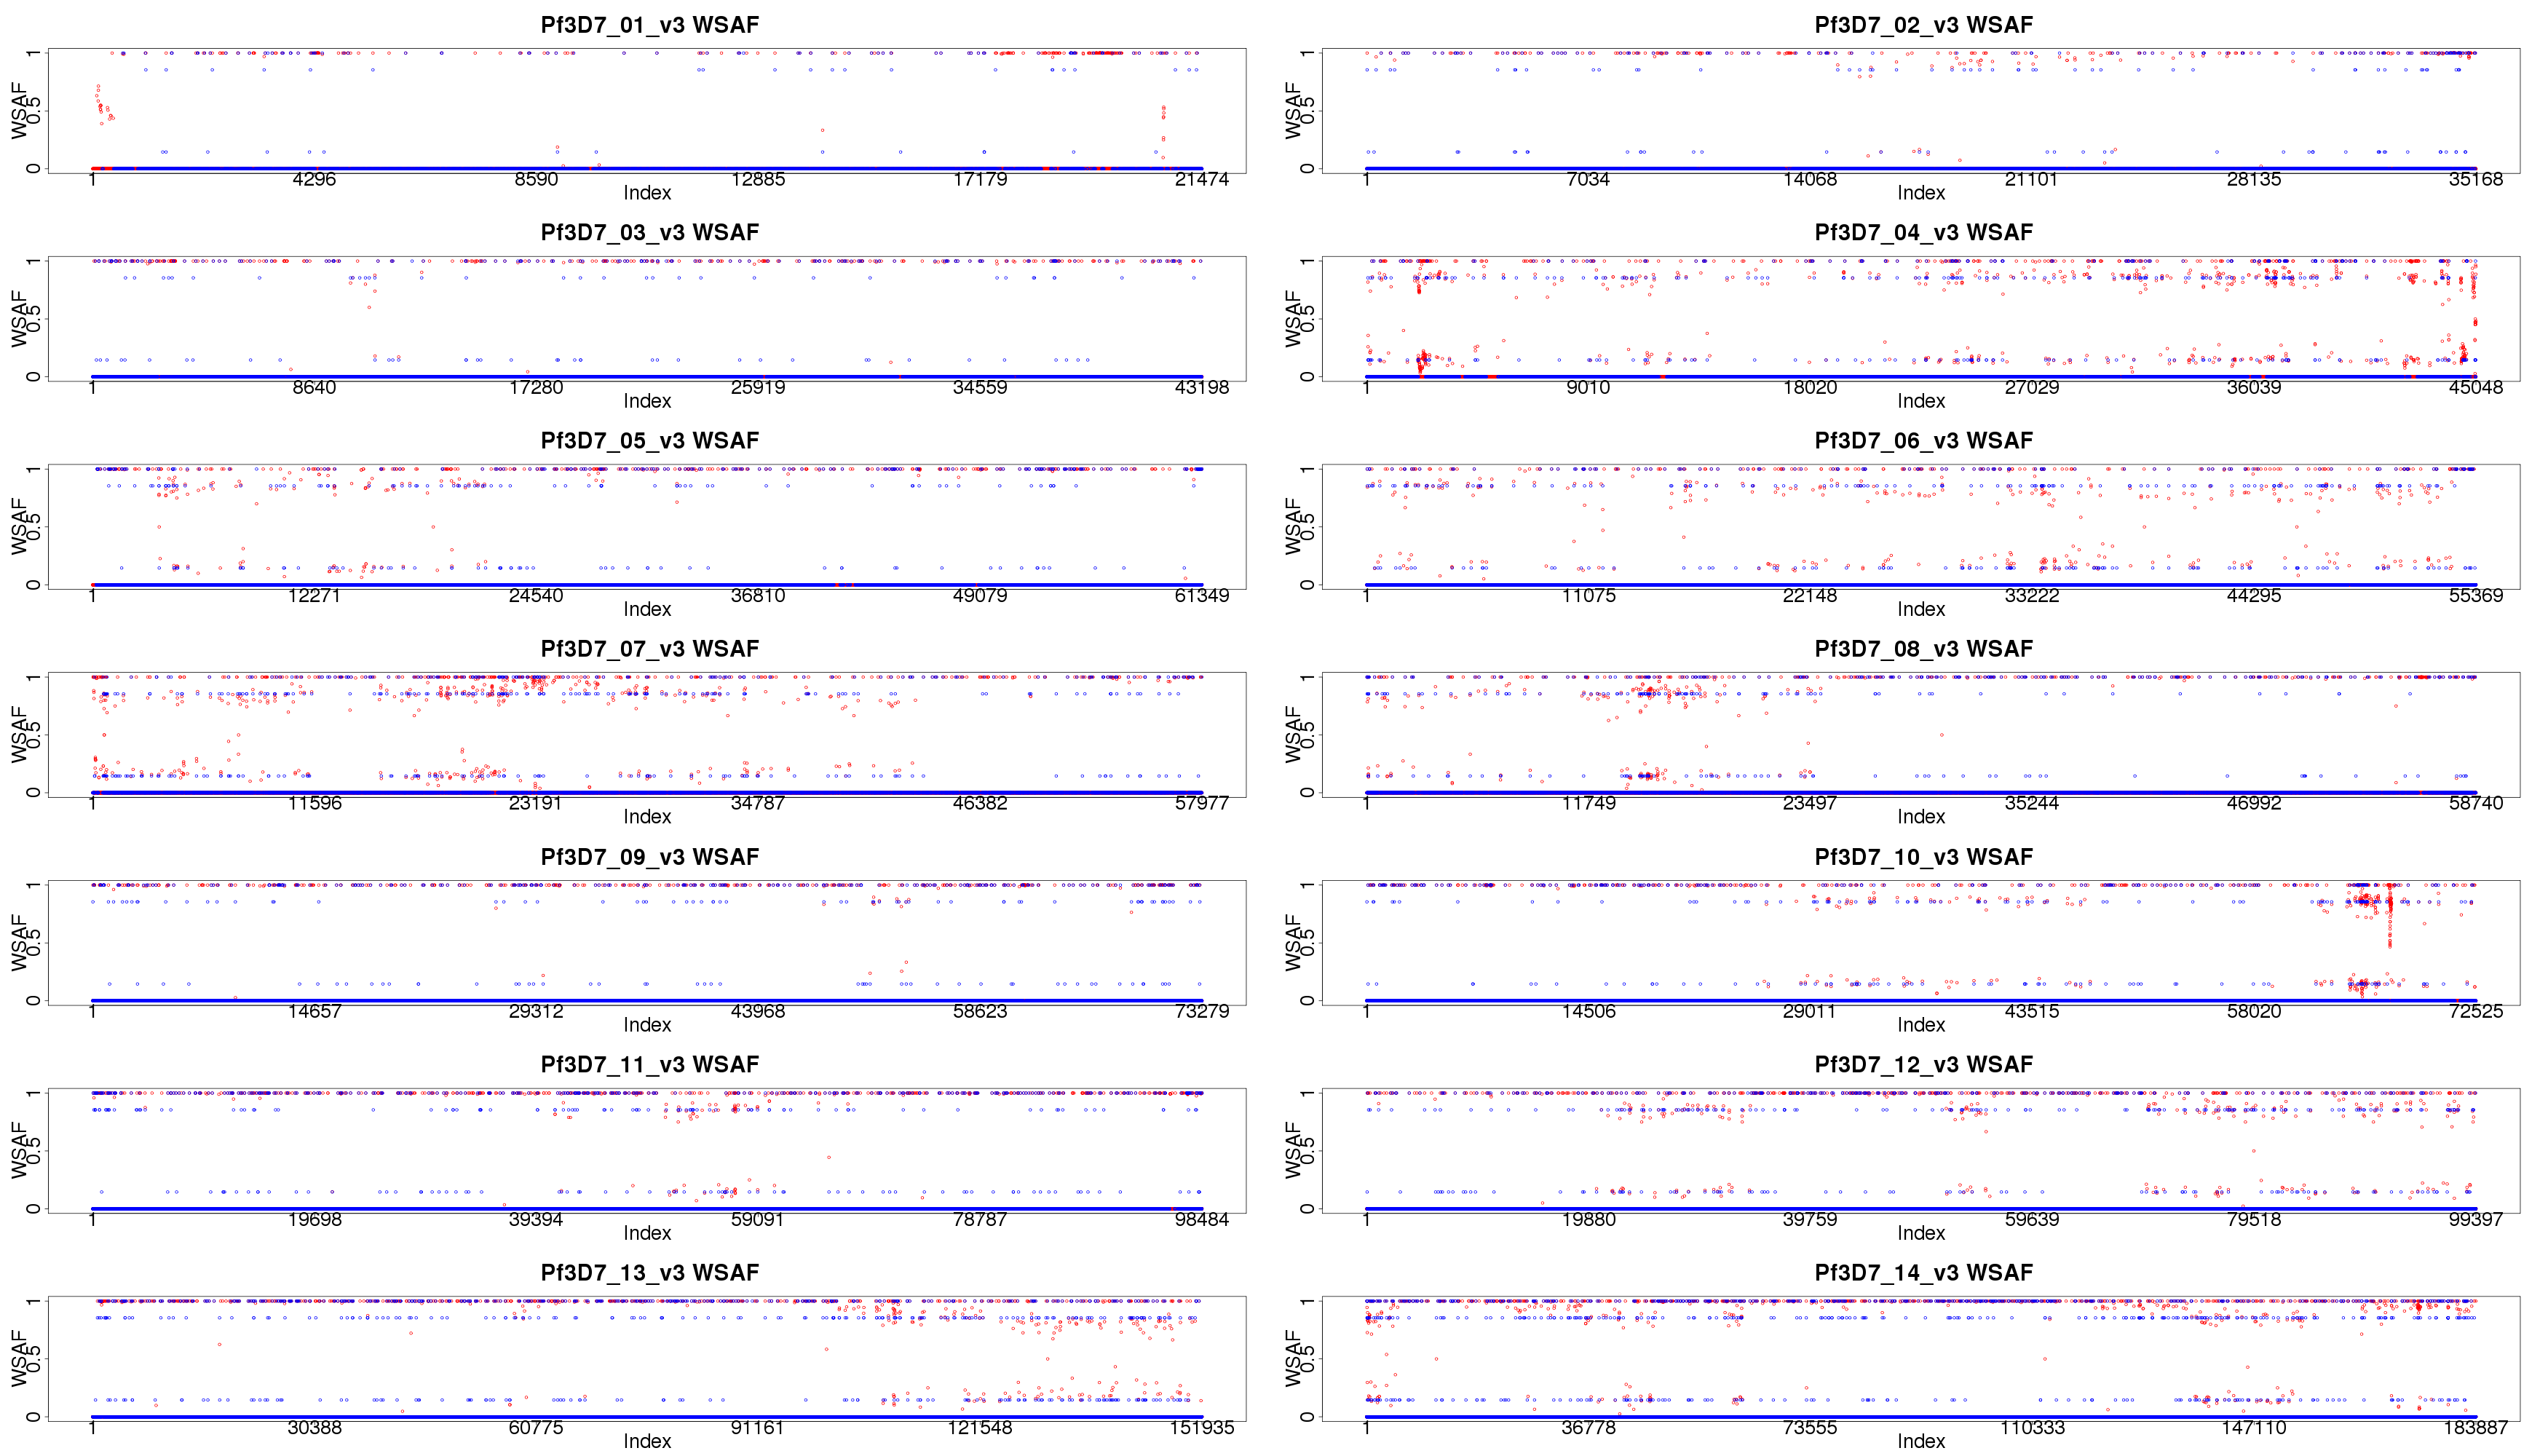 Pf3D7_01_v3 WSAF
WSAF
0 0.5 1
1 4296 8590 12885 17179 21474
Index
Pf3D7_02_v3 WSAF
WSAF
0 0.5 1
1 7034 14068 21101 28135 35168
Index
Pf3D7_03_v3 WSAF
WSAF
0 0.5 1
1 8640 17280 25919 34559 43198
Index
Pf3D7_04_v3 WSAF
WSAF
0 0.5 1
1 9010 18020 27029 36039 45048
Index
Pf3D7_05_v3 WSAF
WSAF
0 0.5 1
1 12271 24540 36810 49079 61349
Index
Pf3D7_06_v3 WSAF
WSAF
0 0.5 1
1 11075 22148 33222 44295 55369
Index
Pf3D7_07_v3 WSAF
WSAF
0 0.5 1
1 11596 23191 34787 46382 57977
Index
Pf3D7_08_v3 WSAF
WSAF
0 0.5 1
1 11749 23497 35244 46992 58740
Index
Pf3D7_09_v3 WSAF
WSAF
0 0.5 1
1 14657 29312 43968 58623 73279
Index
Pf3D7_10_v3 WSAF
WSAF
0 0.5 1
1 14506 29011 43515 58020 72525
Index
Pf3D7_11_v3 WSAF
WSAF
0 0.5 1
1 19698 39394 59091 78787 98484
Index
Pf3D7_12_v3 WSAF
WSAF
0 0.5 1
1 19880 39759 59639 79518 99397
Index
Pf3D7_13_v3 WSAF
WSAF
0 0.5 1
1 30388 60775 91161 121548 151935
Index
Pf3D7_14_v3 WSAF
WSAF
0 0.5 1
1 36778 73555 110333 147110 183887
Index